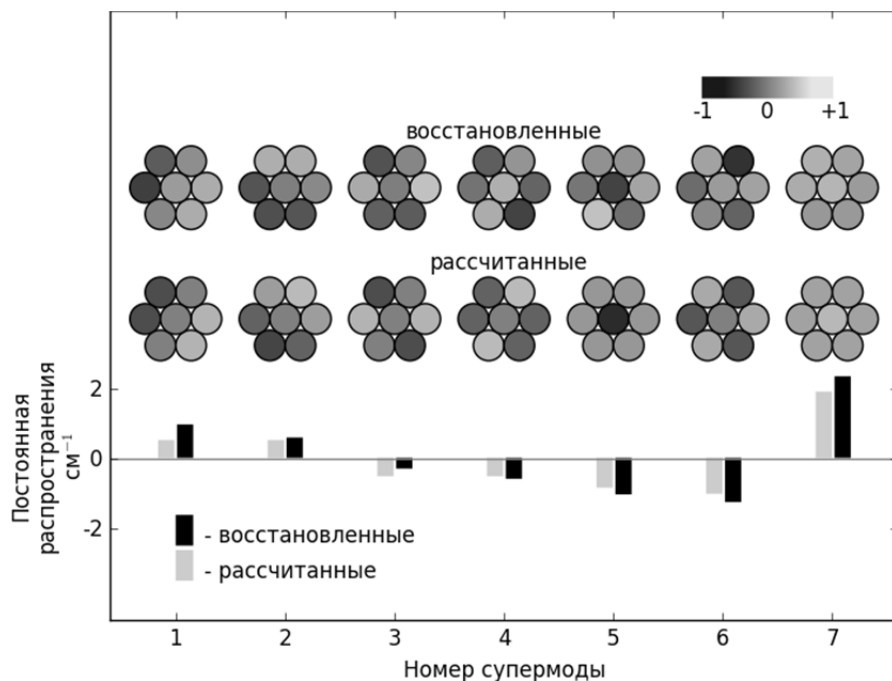 -1 0 +1
восстановленные
рассчитанные
Постоянная
распространения
см⁻¹
2
0
-2
- восстановленные
- рассчитанные
1 2 3 4 5 6 7
Номер супермоды